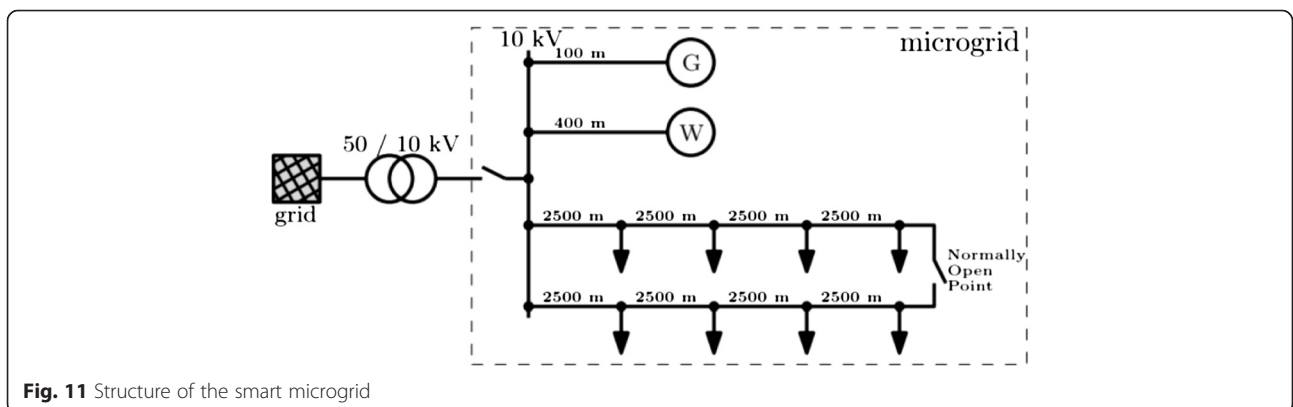 10 kV
microgrid
100 m
G
400 m
W
50 / 10 kV
grid
2500 m 2500 m 2500 m 2500 m
Normally
Open
Point
2500 m 2500 m 2500 m 2500 m
Fig. 11 Structure of the smart microgrid